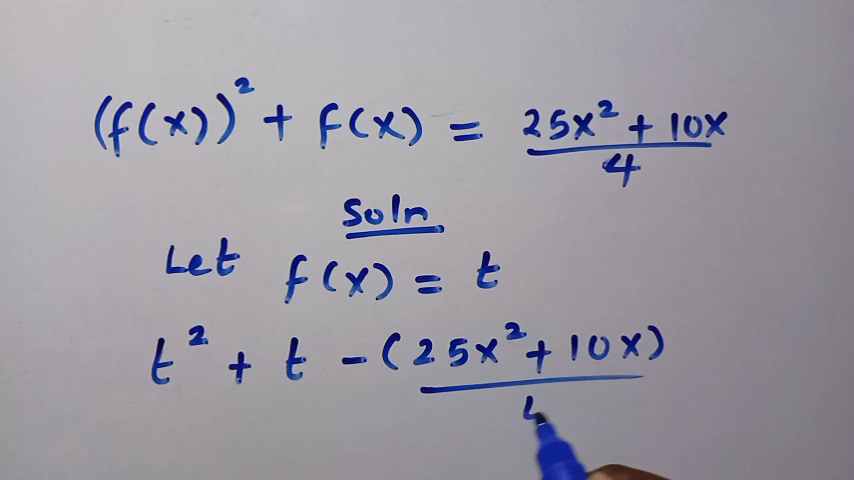 (f(x))² + f(x) = 25x² + 10x / 4
Soln
Let f(x) = t
t² + t - (25x² + 10x) /